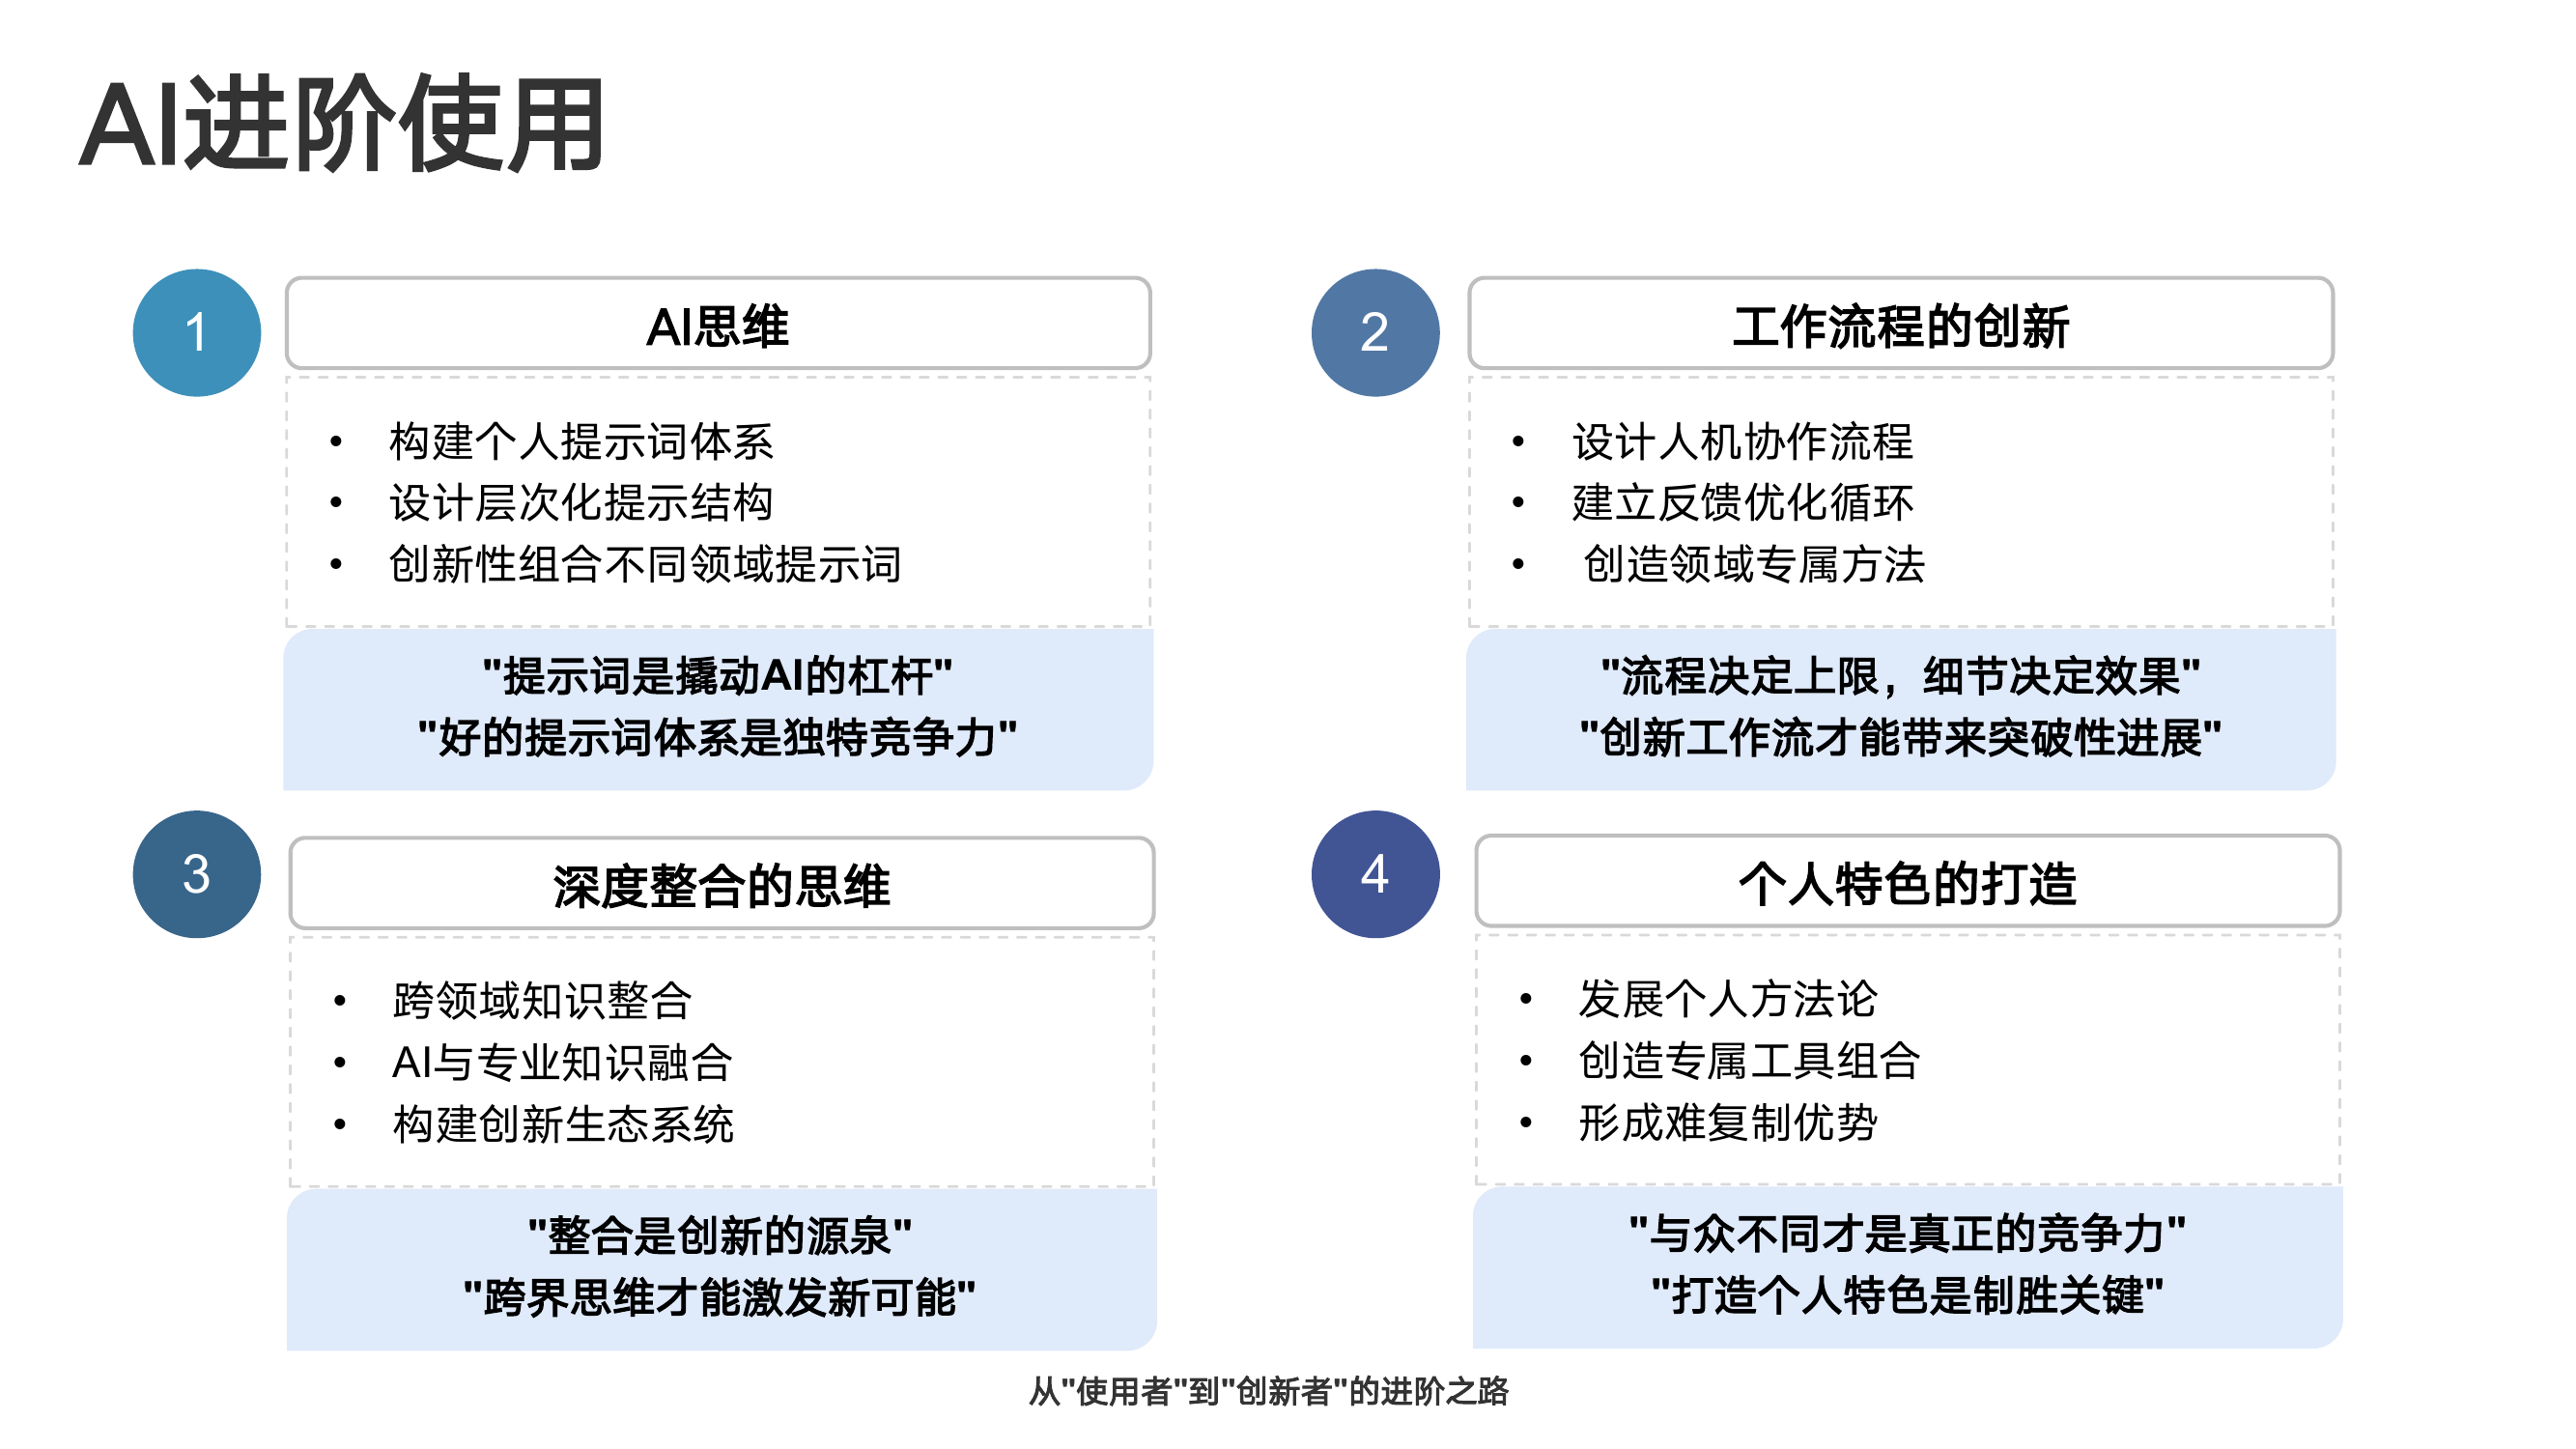 AI进阶使用
1
AI思维
• 构建个人提示词体系
• 设计层次化提示结构
• 创新性组合不同领域提示词
"提示词是撬动AI的杠杆"
"好的提示词体系是独特竞争力"
2
工作流程的创新
• 设计人机协作流程
• 建立反馈优化循环
• 创造领域专属方法
"流程决定上限，细节决定效果"
"创新工作流才能带来突破性进展"
3
深度整合的思维
• 跨领域知识整合
• AI与专业知识融合
• 构建创新生态系统
"整合是创新的源泉"
"跨界思维才能激发新可能"
4
个人特色的打造
• 发展个人方法论
• 创造专属工具组合
• 形成难复制优势
"与众不同才是真正的竞争力"
"打造个人特色是制胜关键"
从"使用者"到"创新者"的进阶之路